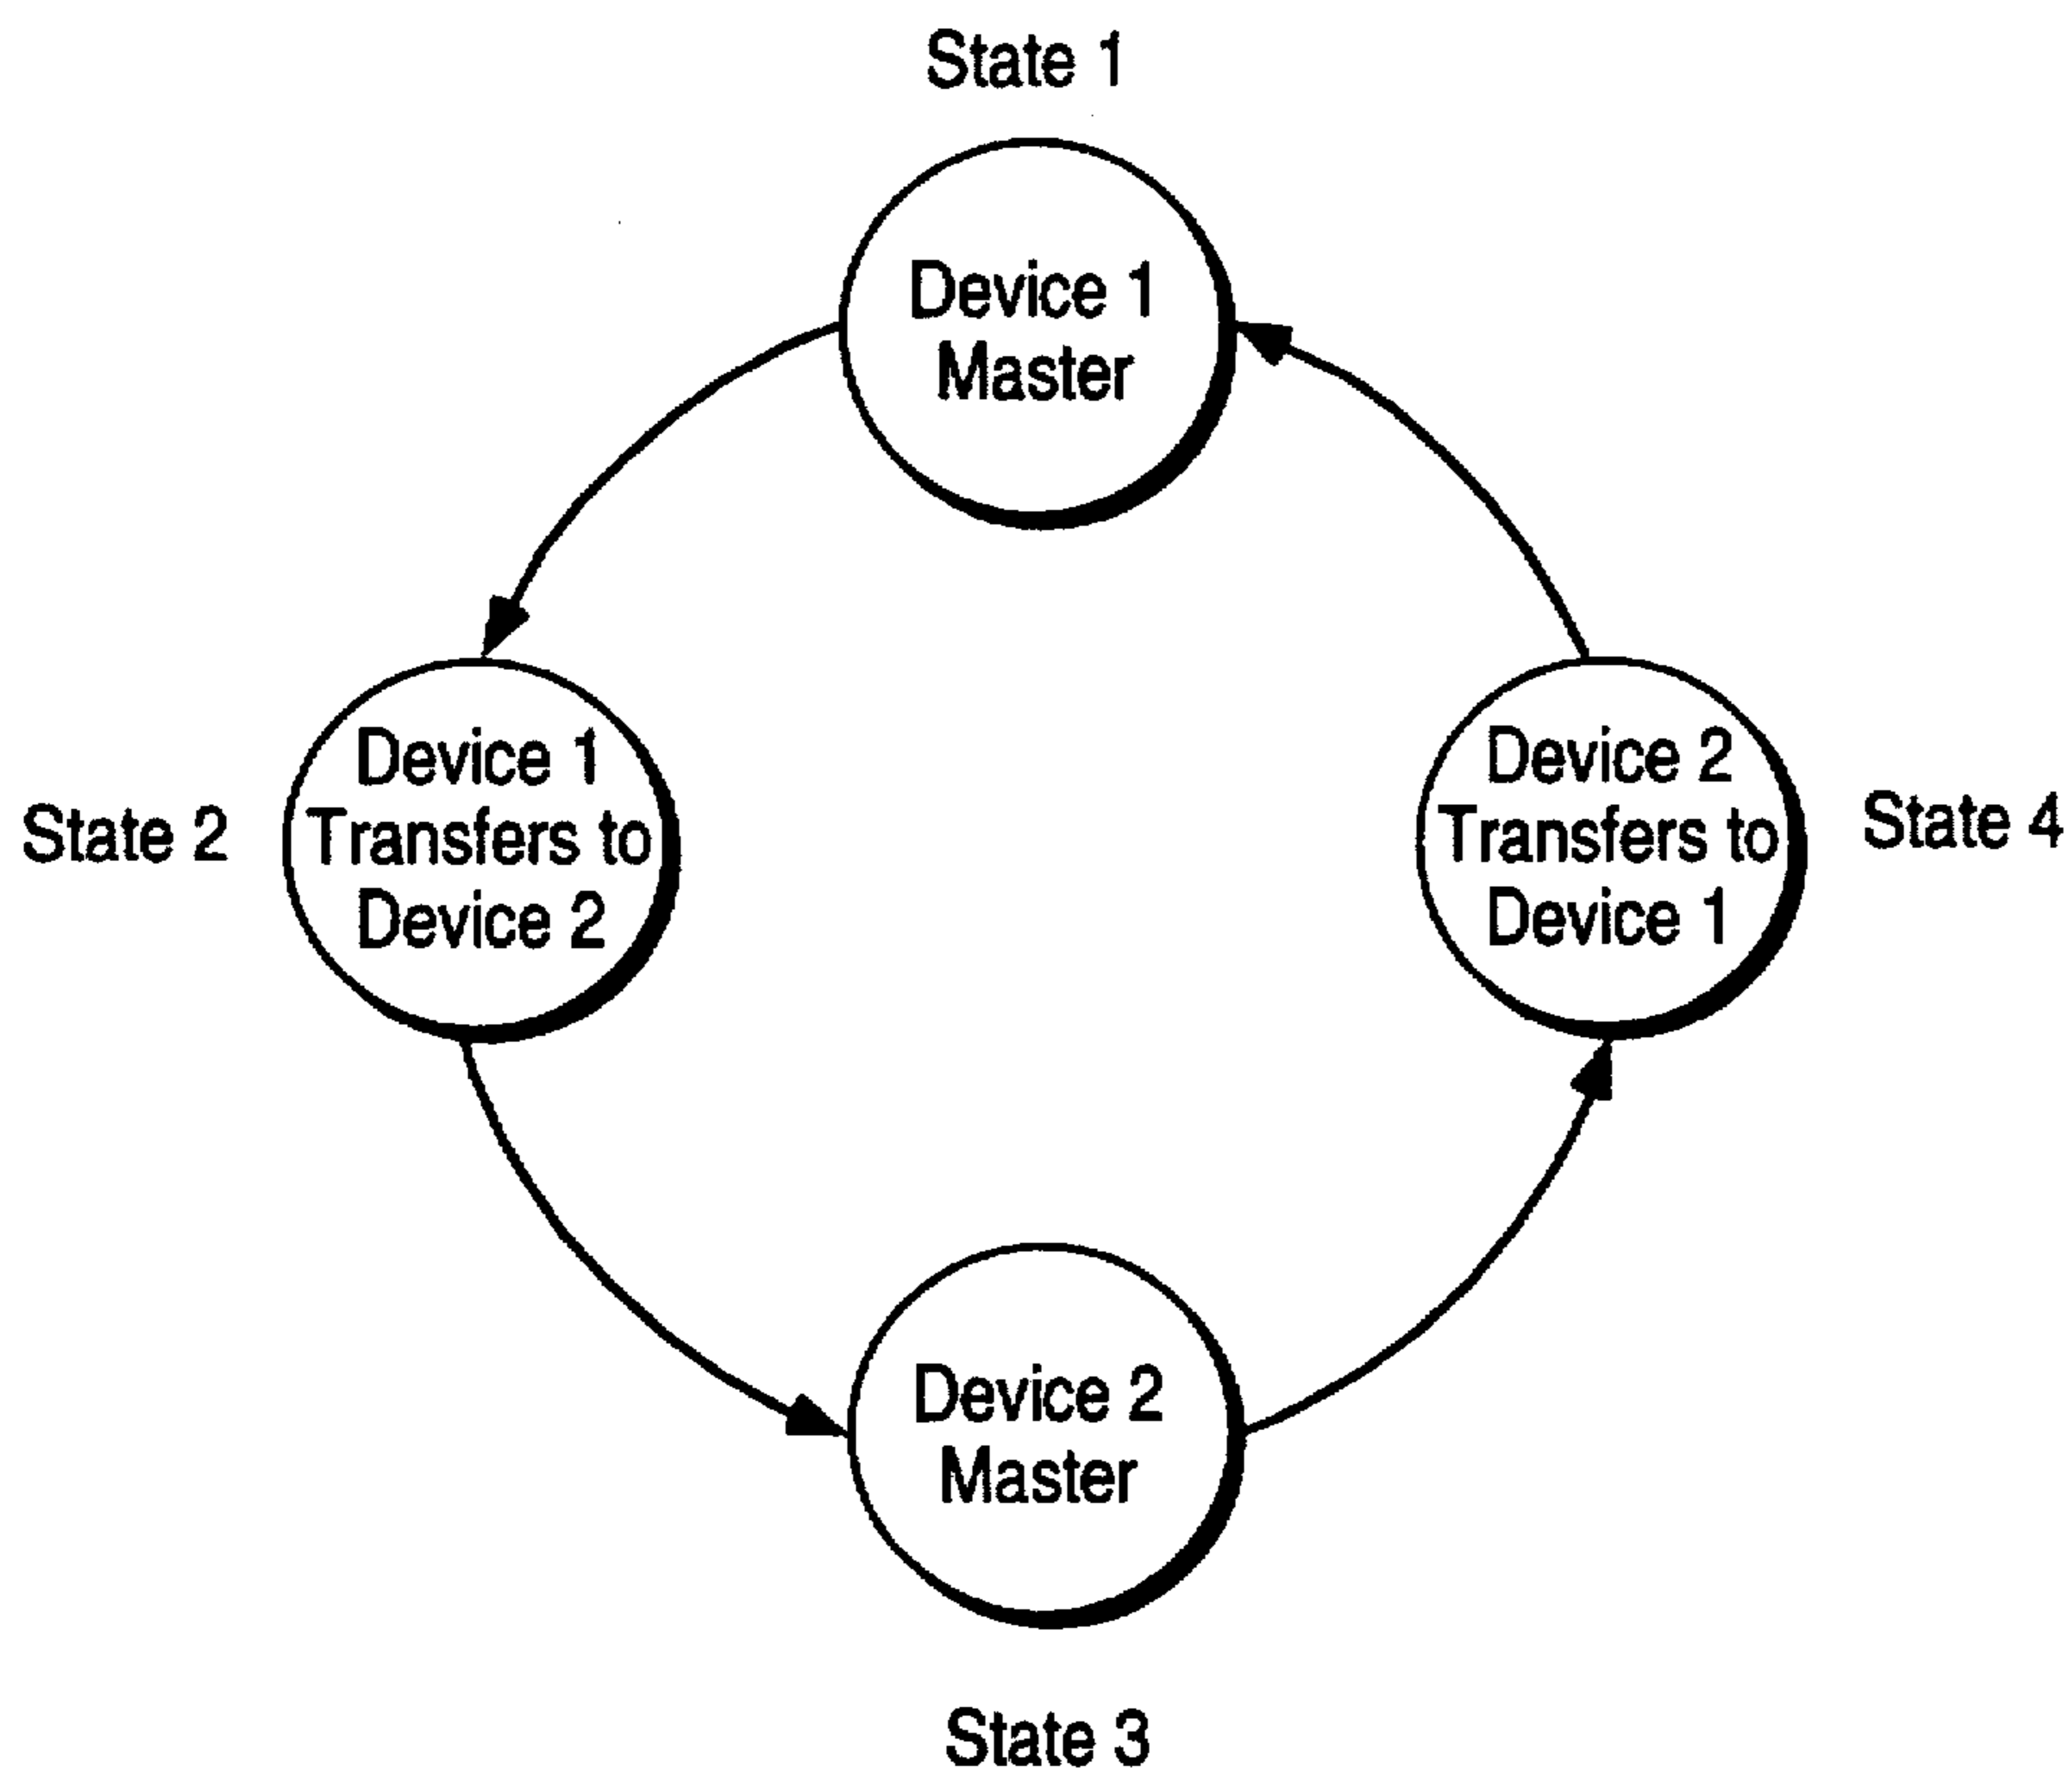 State 1
Device 1
Master
State 2
Device 1
Transfers to
Device 2
Device 2
Transfers to
Device 1
State 4
Device 2
Master
State 3